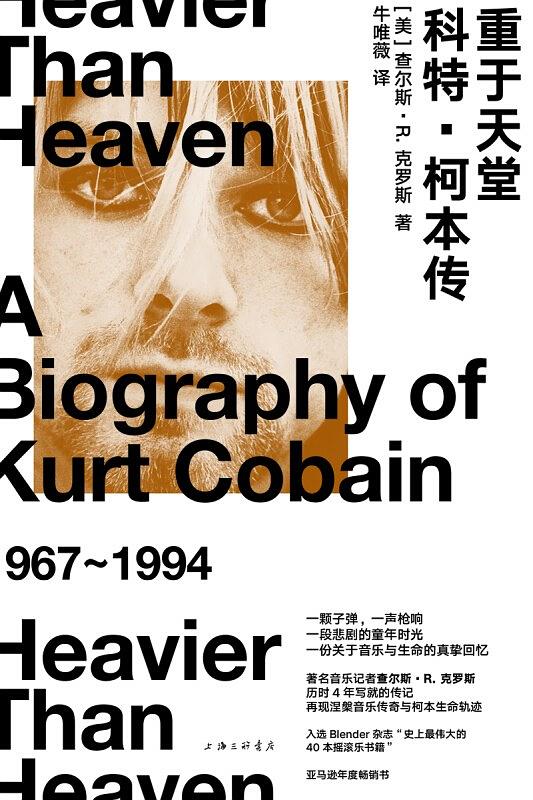 Heavier
Than
Heaven
重于天堂
科特·柯本传
[美]查尔斯·R. 克罗斯 著
牛唯薇 译
A
Biography of
Kurt Cobain
1967~1994
Heavier
Than
Heaven
一颗子弹，一声枪响
一段悲剧的童年时光
一份关于音乐与生命的真挚回忆
著名音乐记者查尔斯·R. 克罗斯
历时 4 年写就的传记
再现涅槃音乐传奇与柯本生命轨迹
入选 Blender 杂志“史上最伟大的
40 本摇滚乐书籍”
亚马逊年度畅销书
上海三联书店